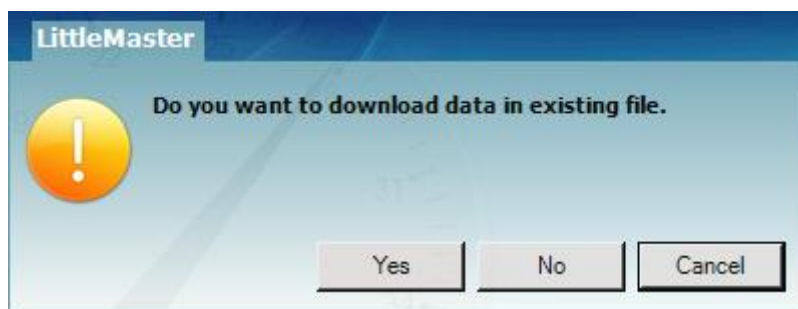 LittleMaster
Do you want to download data in existing file.
Yes No Cancel